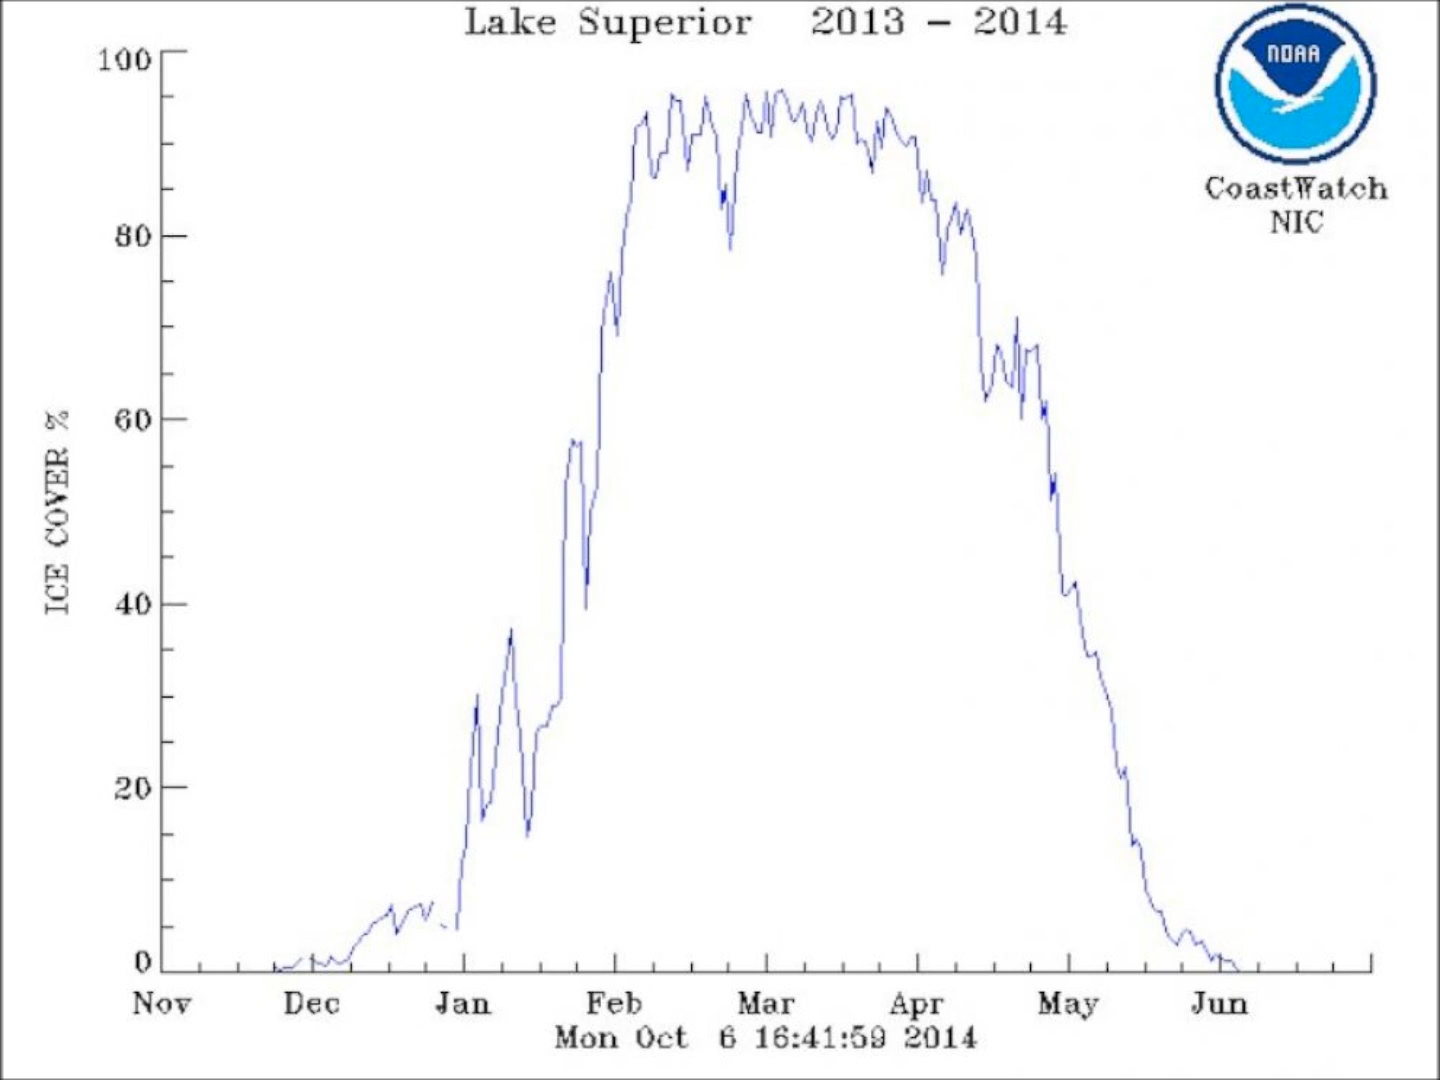 Lake Superior 2013 - 2014
NOAA
CoastWatch
NIC
ICE COVER %
100
80
60
40
20
0
Nov Dec Jan Feb Mar Apr May Jun
Mon Oct 6 16:41:59 2014